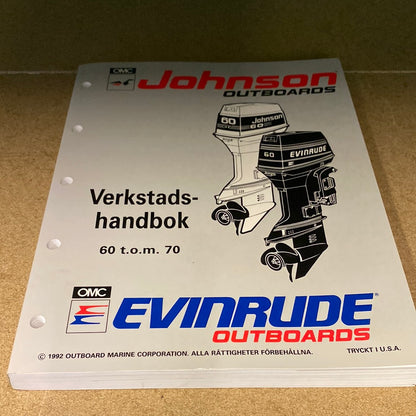 OMC
Johnson
OUTBOARDS
60
Johnson
60
60
EVINRUDE
Verkstads-
handbok
60 t.o.m. 70
OMC
EVINRUDE®
OUTBOARDS
© 1992 OUTBOARD MARINE CORPORATION. ALLA RÄTTIGHETER FÖRBEHÅLLNA. TRYCKT I U.S.A.